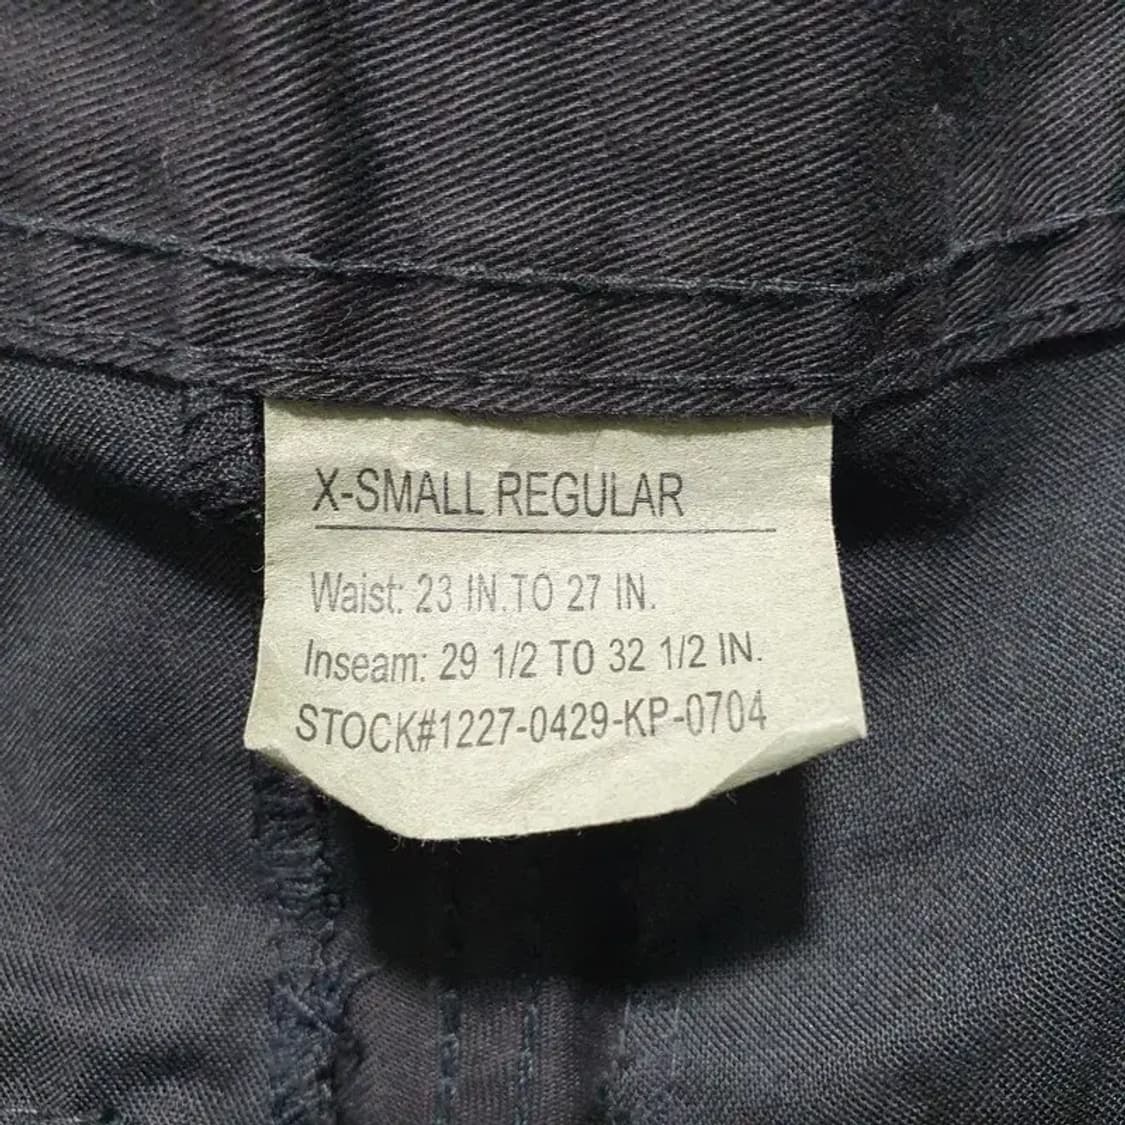 X-SMALL REGULAR
Waist: 23 IN.TO 27 IN.
Inseam: 29 1/2 TO 32 1/2 IN.
STOCK#1227-0429-KP-0704